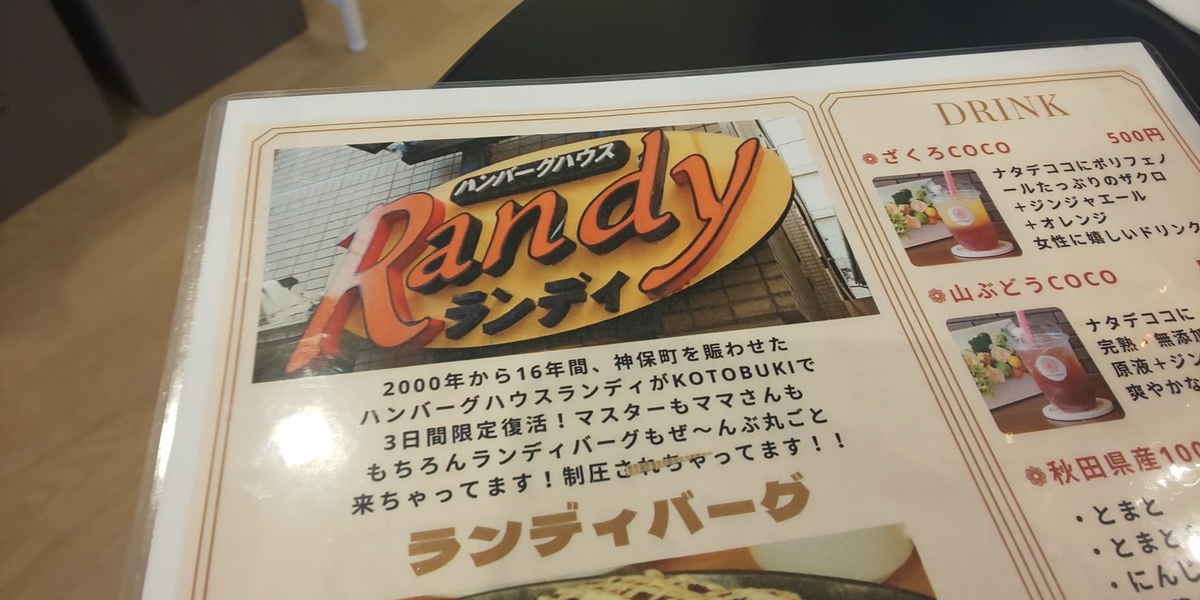 ハンバーグハウス
Randy
ランディ
2000年から16年間、神保町を賑わせた
ハンバーグハウスランディがKOTOBUKIで
3日間限定復活！マスターもママさんも
もちろんランディバーグもぜ〜んぶ丸ごと
来ちゃってます！制圧されちゃってます！！
ランディバーグ
DRINK
ざくろCOCO 500円
ナタデココにポリフェノ
ールたっぷりのザクロ
＋ジンジャエール
＋オレンジ
女性に嬉しいドリンク
山ぶどうCOCO
ナタデココに
完熟・無添加
原液＋ジン
爽やかな
秋田県産100
・とまと
・とまと
・にんじ